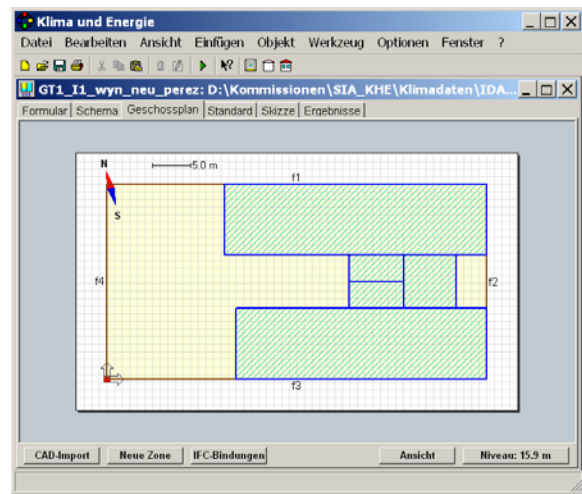 Klima und Energie
Datei Bearbeiten Ansicht Einfügen Objekt Werkzeug Optionen Fenster ?
GT1_I1_wyn_neu_perez: D:\Kommissionen\SIA_KHE\Klimadaten\IDA...
Formular Schema Geschossplan Standard Skizze Ergebnisse
N
5.0 m
f1
S
f4
f2
f3
CAD-Import Neue Zone IFC-Bindungen Ansicht Niveau: 15.9 m